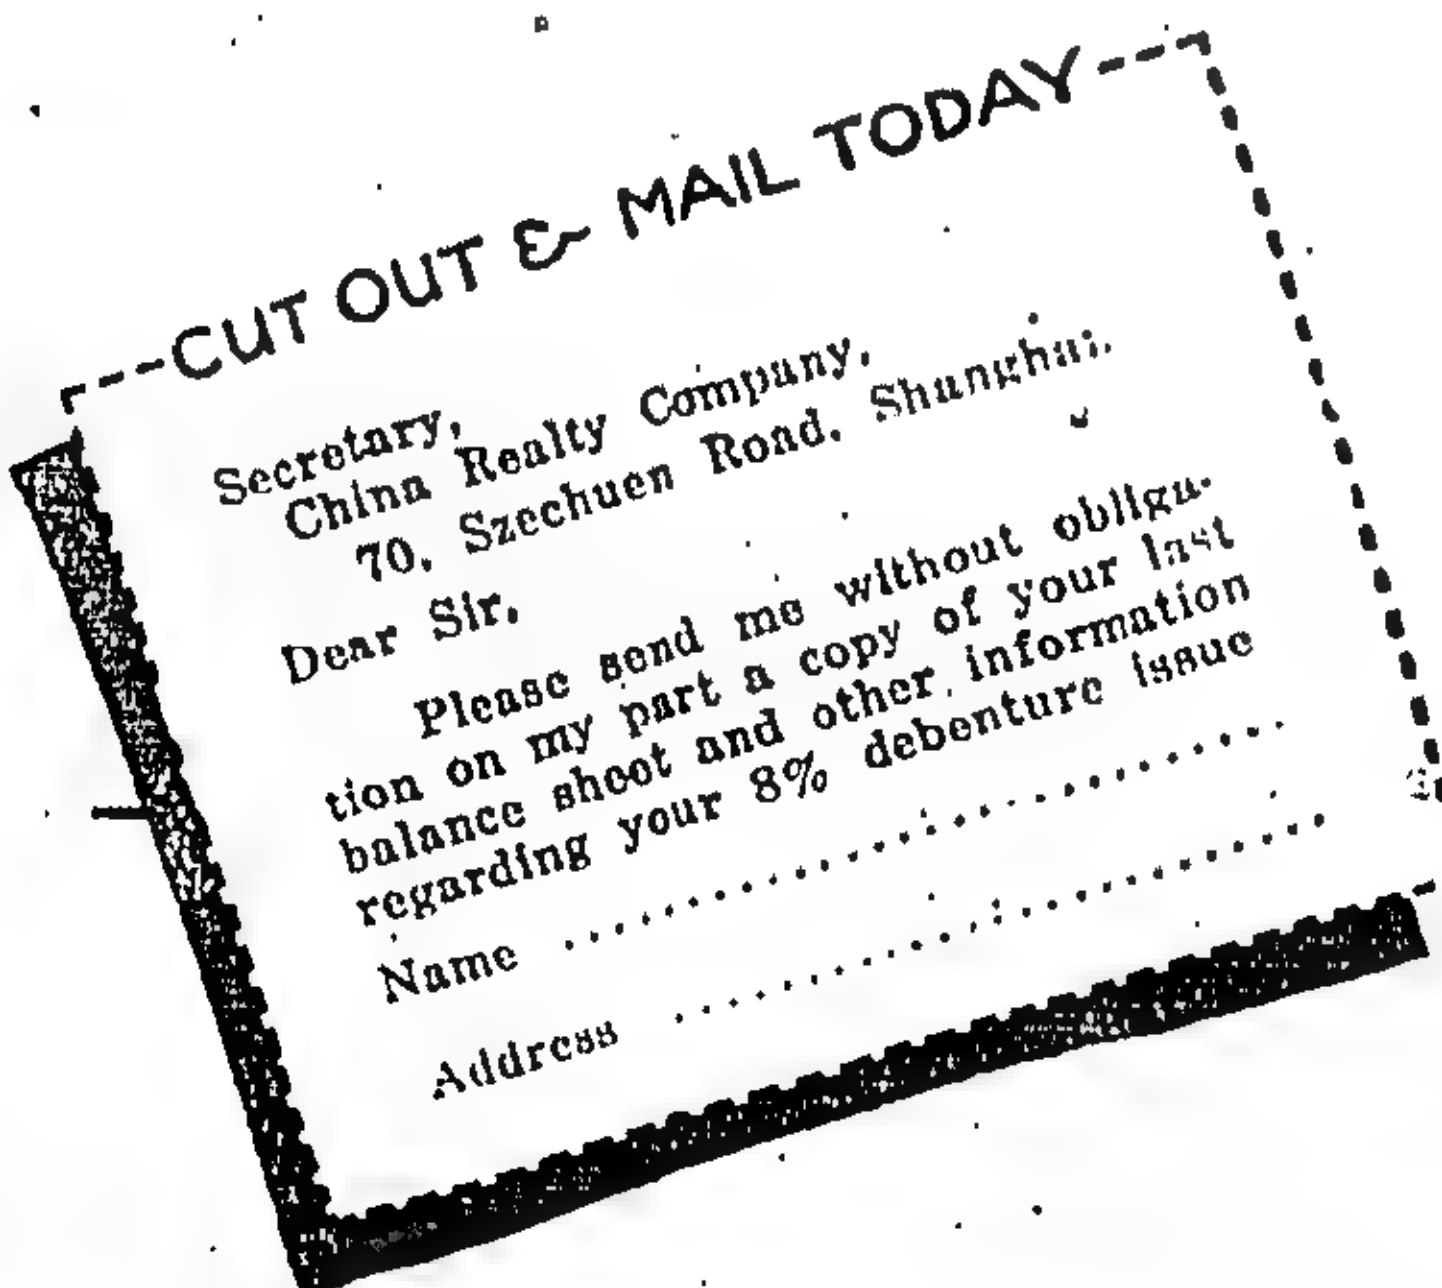 CUT OUT & MAIL TODAY
Secretary,
China Realty Company,
70, Szechuen Road, Shanghai.
Dear Sir,
Please send me without obliga-
tion on my part a copy of your last
balance sheet and other information
regarding your 8% debenture issue
Name ..............................
Address ..........................